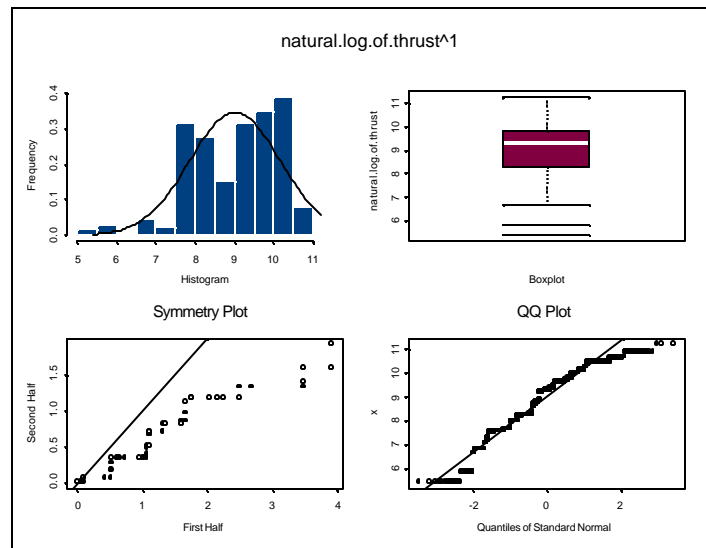 natural.log.of.thrust^1
Frequency
0.0 0.1 0.2 0.3 0.4
5 6 7 8 9 10 11
Histogram
natural.log.of.thrust
6 7 8 9 10 11
Boxplot
Symmetry Plot
Second Half
0.0 0.5 1.0 1.5
0 1 2 3 4
First Half
QQ Plot
x
6 7 8 9 10 11
-2 0 2
Quantiles of Standard Normal